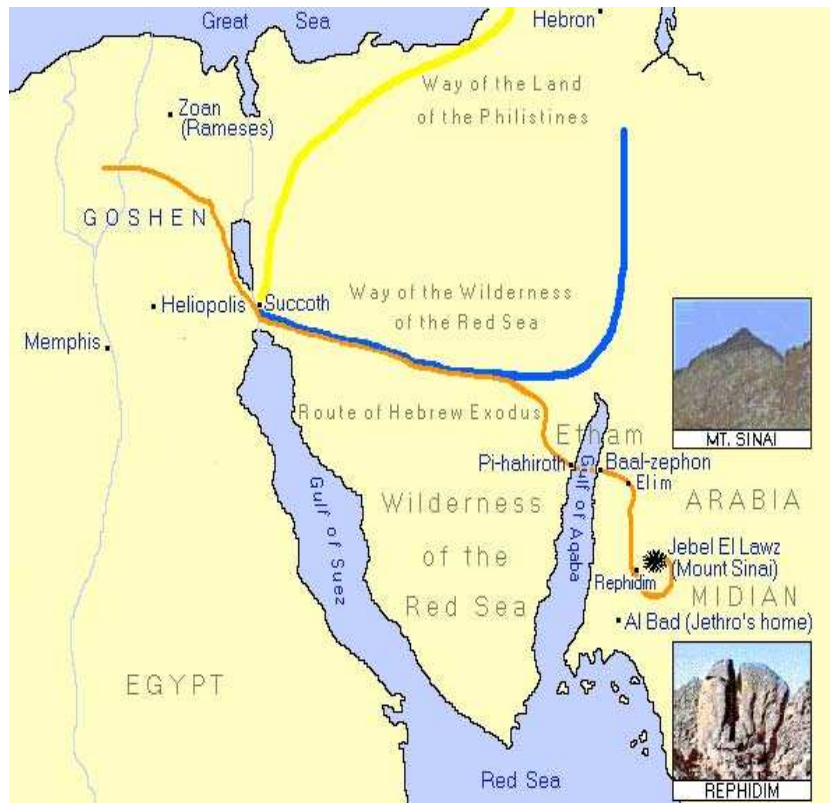 Great Sea
Hebron
Way of the Land
of the Philistines
Zoan
(Rameses)
GOSHEN
Heliopolis
Succoth
Way of the Wilderness
of the Red Sea
Memphis
MT. SINAI
Route of Hebrew Exodus
Etham
Pi-hahiroth
Baal-zephon
Elim
Gulf of Suez
Gulf of Aqaba
Wilderness
of the
Red Sea
ARABIA
Jebel El Lawz
(Mount Sinai)
Rephidim
MIDIAN
Al Bad (Jethro's home)
EGYPT
Red Sea
REPHIDIM